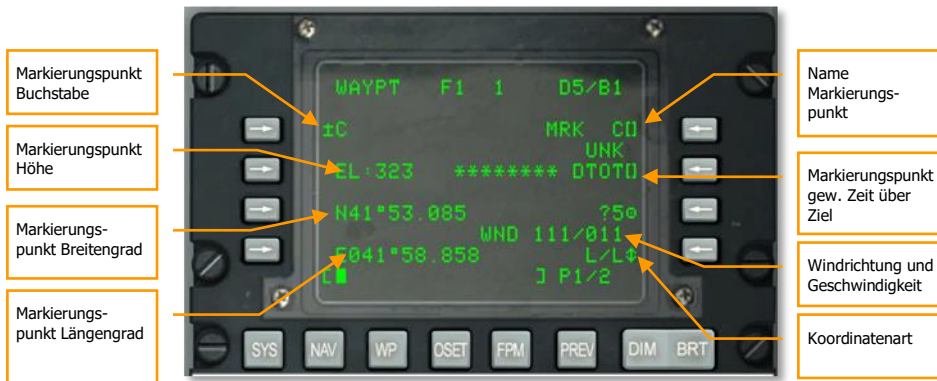 Markierungspunkt
Buchstabe
Markierungspunkt
Höhe
Markierungs-
punkt Breitengrad
Markierungs-
punkt Längengrad
WAYPT F1 1 D5/B1
±C MRK C[]
UNK
EL:323 ******** DTOT[]
N41°53.085 ?5⊙
WND 111/011
E041°58.858 L/L↕
[ ] P1/2
SYS NAV WP OSET FPM PREV DIM BRT
Name
Markierungs-
punkt
Markierungspunkt
gew. Zeit über
Ziel
Windrichtung und
Geschwindigkeit
Koordinatenart